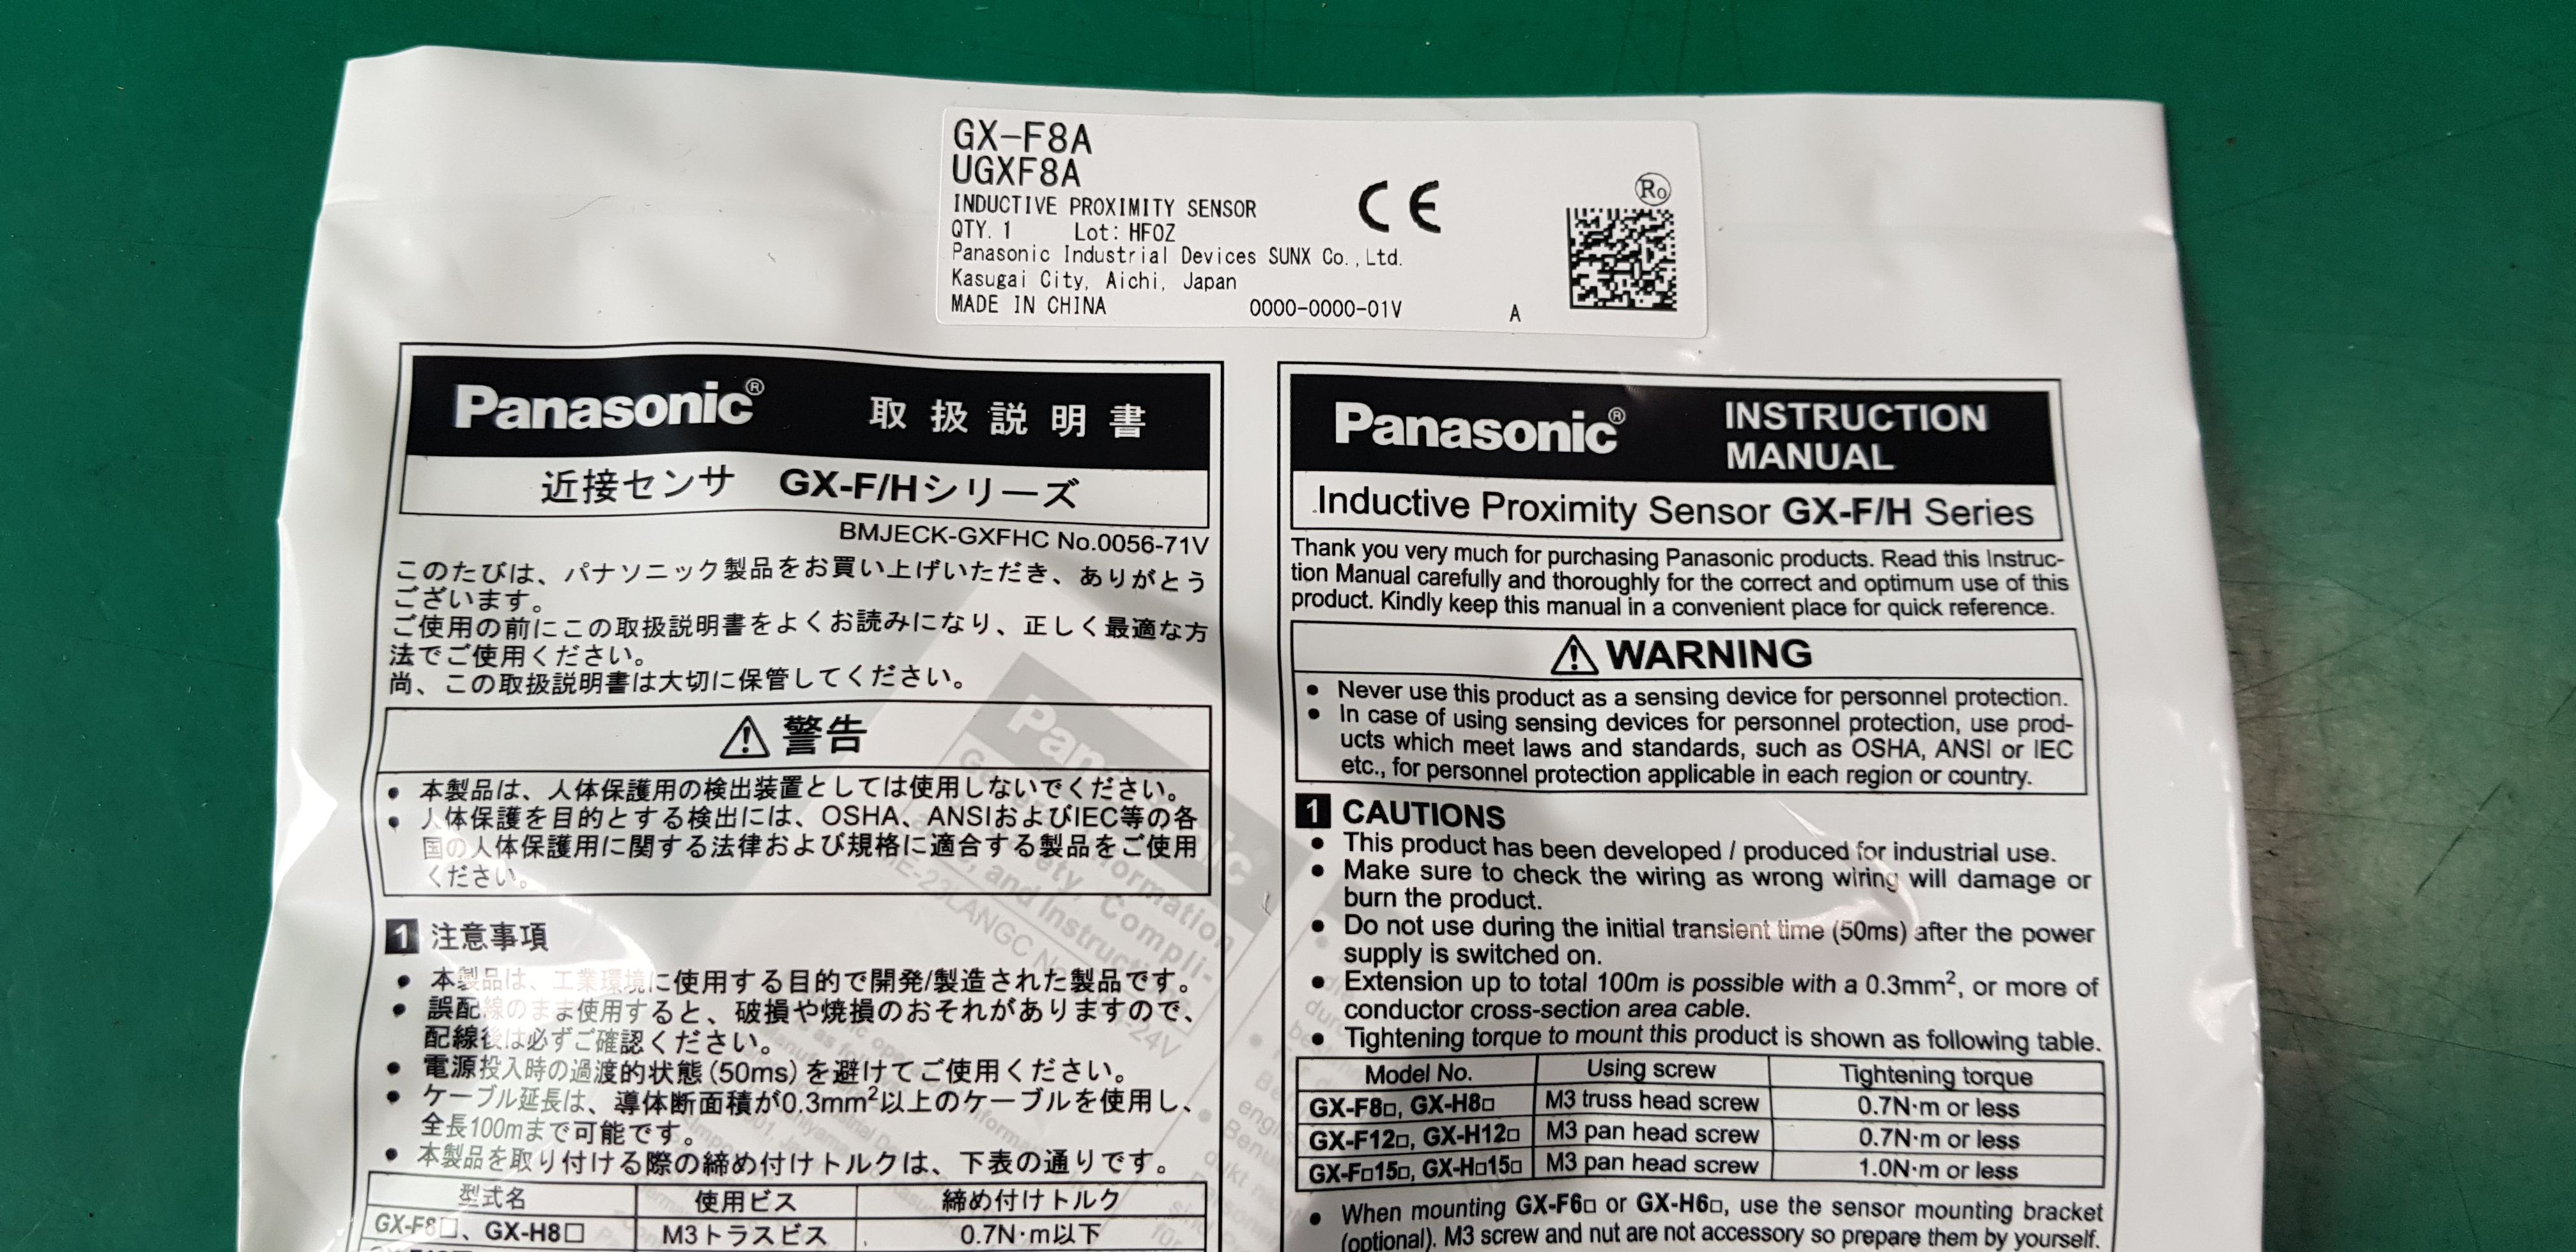 GX-F8A
UGXF8A
INDUCTIVE PROXIMITY SENSOR
QTY. 1 Lot: HF0Z
Panasonic Industrial Devices SUNX Co.,Ltd.
Kasugai City, Aichi, Japan
MADE IN CHINA 0000-0000-01V A
CE
Ro
Panasonic® 取扱説明書
近接センサ GX-F/Hシリーズ
BMJECK-GXFHC No.0056-71V
このたびは、パナソニック製品をお買い上げいただき、ありがとう
ございます。
ご使用の前にこの取扱説明書をよくお読みになり、正しく最適な方
法でご使用ください。
尚、この取扱説明書は大切に保管してください。
⚠ 警告
● 本製品は、人体保護用の検出装置としては使用しないでください。
● 人体保護を目的とする検出には、OSHA、ANSIおよびIEC等の各
国の人体保護用に関する法律および規格に適合する製品をご使用
ください。
1 注意事項
● 本製品は、工業環境に使用する目的で開発/製造された製品です。
● 誤配線のまま使用すると、破損や焼損のおそれがありますので、
配線後は必ずご確認ください。
● 電源投入時の過渡的状態(50ms)を避けてご使用ください。
● ケーブル延長は、導体断面積が0.3mm²以上のケーブルを使用し、
全長100mまで可能です。
● 本製品を取り付ける際の締め付けトルクは、下表の通りです。
型式名 使用ビス 締め付けトルク
GX-F8□、GX-H8□ M3トラスビス 0.7N·m以下
Panasonic® INSTRUCTION
MANUAL
Inductive Proximity Sensor GX-F/H Series
Thank you very much for purchasing Panasonic products. Read this Instruc-
tion Manual carefully and thoroughly for the correct and optimum use of this
product. Kindly keep this manual in a convenient place for quick reference.
⚠ WARNING
● Never use this product as a sensing device for personnel protection.
● In case of using sensing devices for personnel protection, use prod-
ucts which meet laws and standards, such as OSHA, ANSI or IEC
etc., for personnel protection applicable in each region or country.
1 CAUTIONS
● This product has been developed / produced for industrial use.
● Make sure to check the wiring as wrong wiring will damage or
burn the product.
● Do not use during the initial transient time (50ms) after the power
supply is switched on.
● Extension up to total 100m is possible with a 0.3mm², or more of
conductor cross-section area cable.
● Tightening torque to mount this product is shown as following table.
Model No. Using screw Tightening torque
GX-F8□, GX-H8□ M3 truss head screw 0.7N·m or less
GX-F12□, GX-H12□ M3 pan head screw 0.7N·m or less
GX-F□15□, GX-H□15□ M3 pan head screw 1.0N·m or less
● When mounting GX-F6□ or GX-H6□, use the sensor mounting bracket
(optional). M3 screw and nut are not accessory so prepare them by yourself.